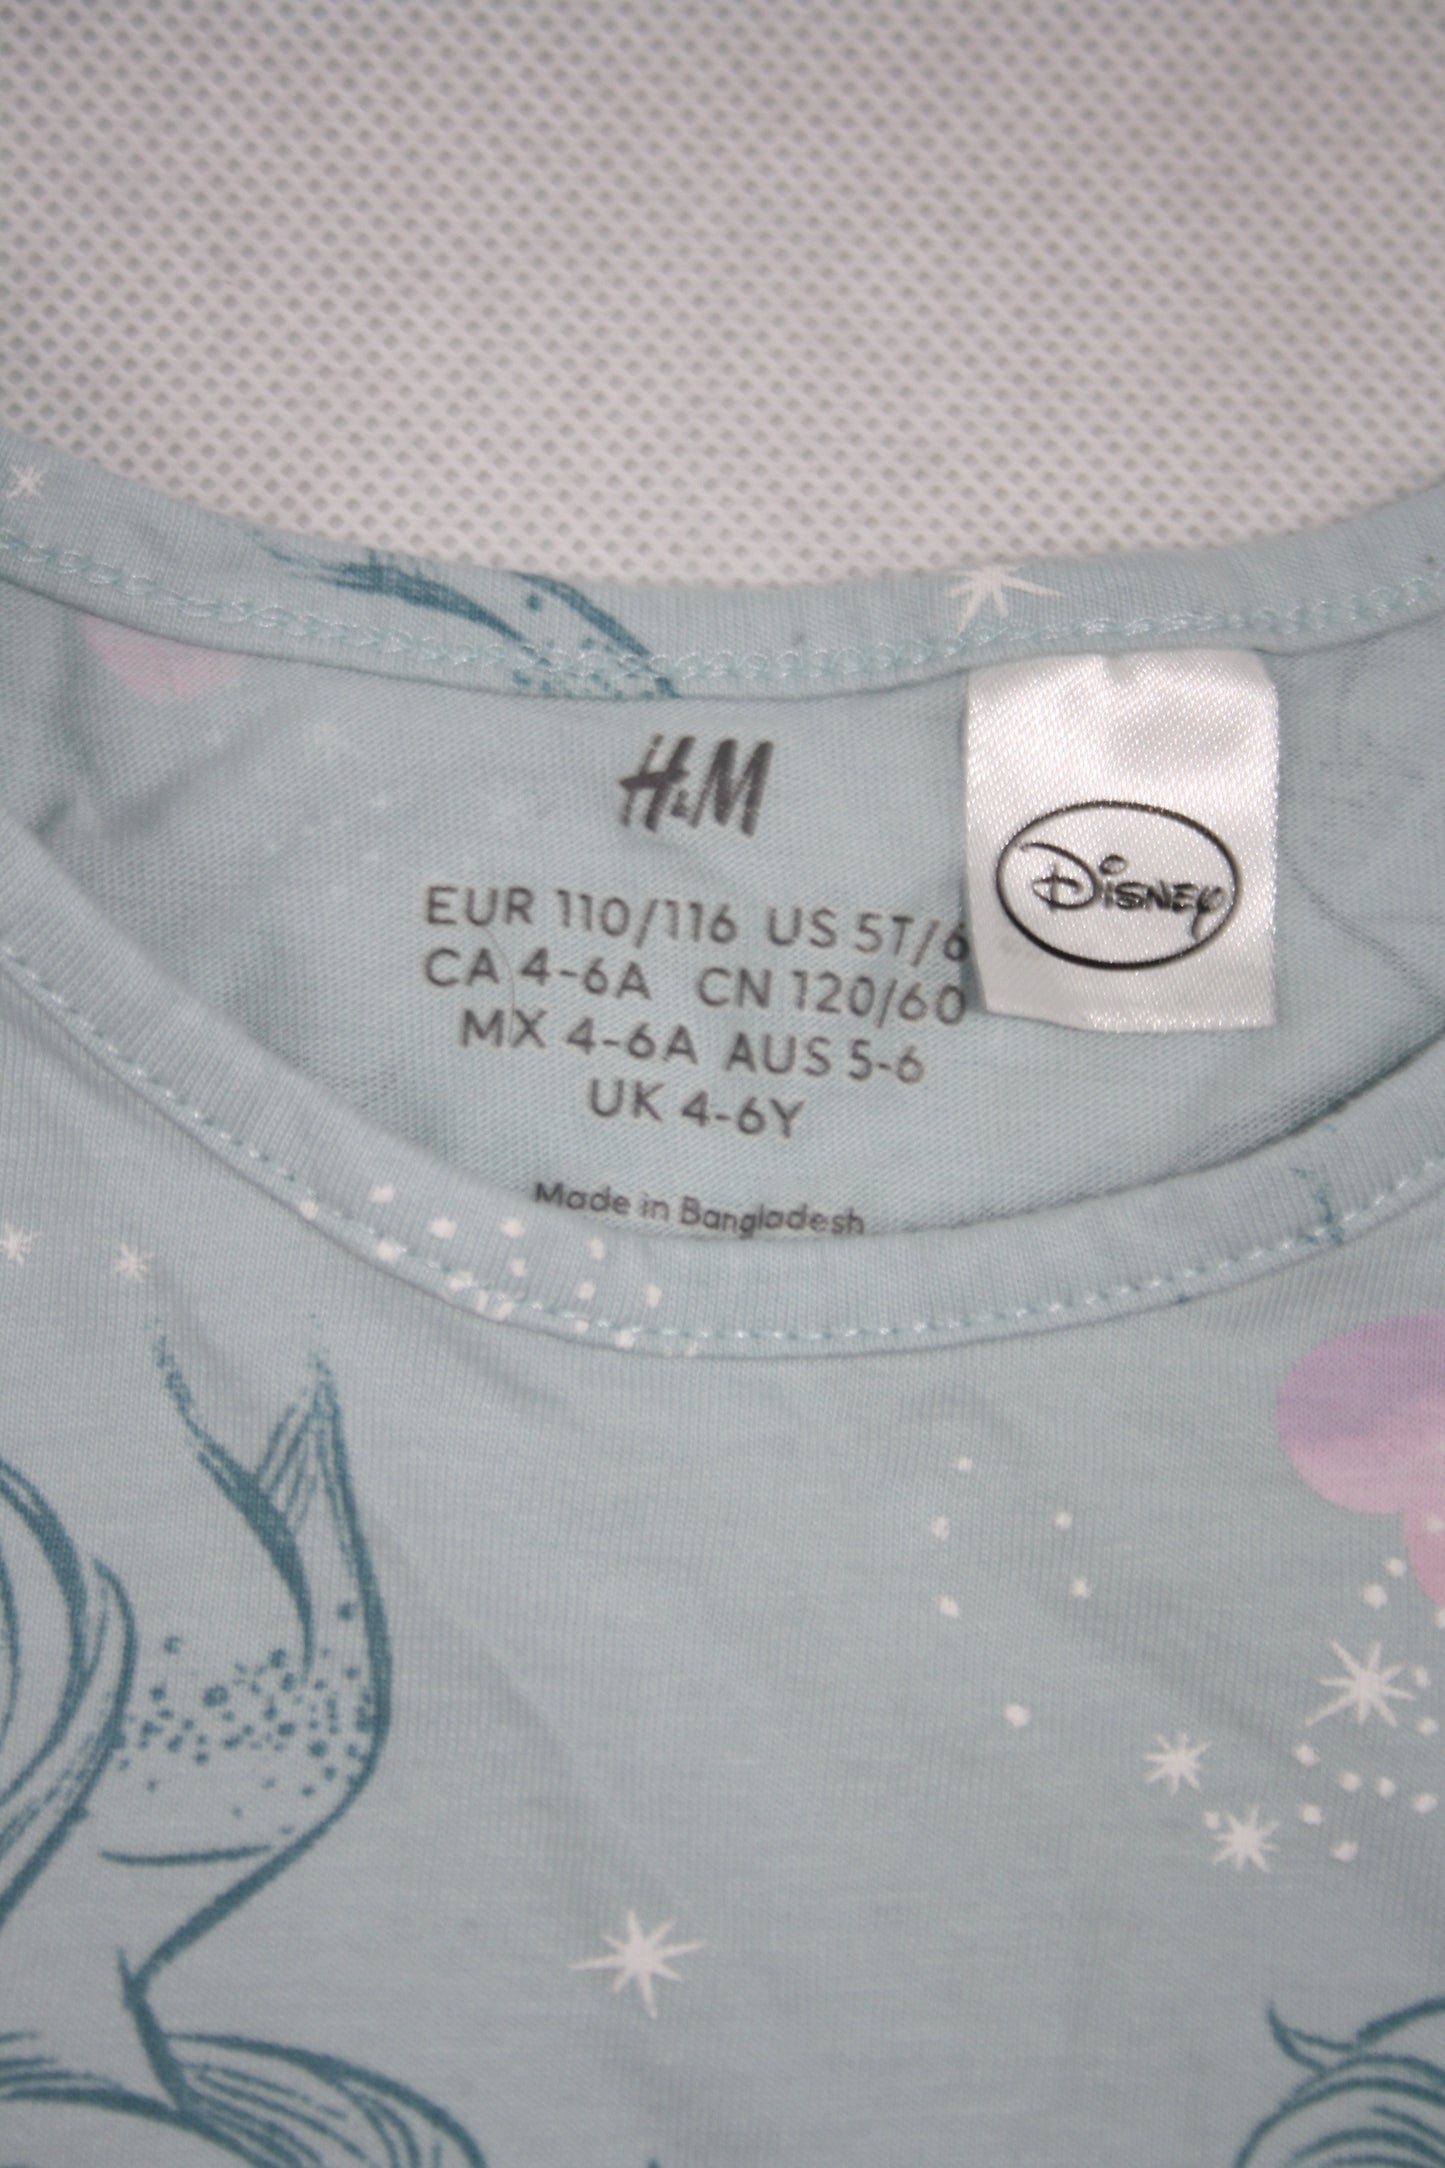 H&M
EUR 110/116 US 5T/6
CA 4-6A CN 120/60
MX 4-6A AUS 5-6
UK 4-6Y
Made in Bangladesh
Disney